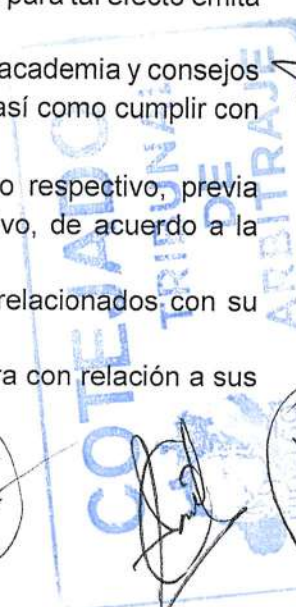 para tal efecto emita
academia y consejos
así como cumplir con
o respectivo, previa
vo, de acuerdo a la
relacionados con su
ra con relación a sus
COTEJADO
TRIBUNAL
DE
ARBITRAJE